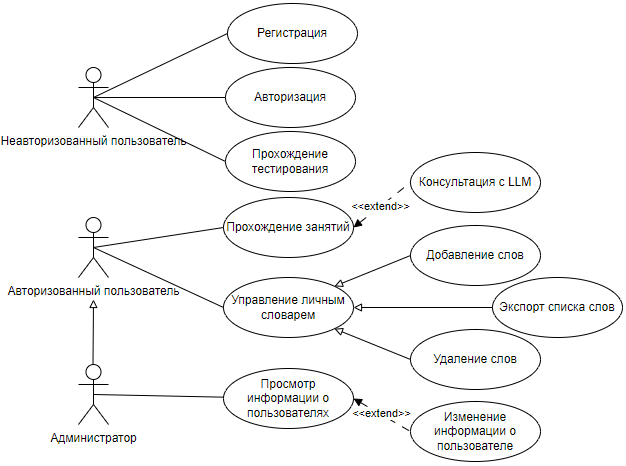 Регистрация
Авторизация
Неавторизованный пользователь
Прохождение
тестирования
Консультация с LLM
<<extend>>
Прохождение занятий
Добавление слов
Авторизованный пользователь
Управление личным
словарем
Экспорт списка слов
Удаление слов
Просмотр
информации о
пользователях
<<extend>>
Изменение
информации о
пользователе
Администратор